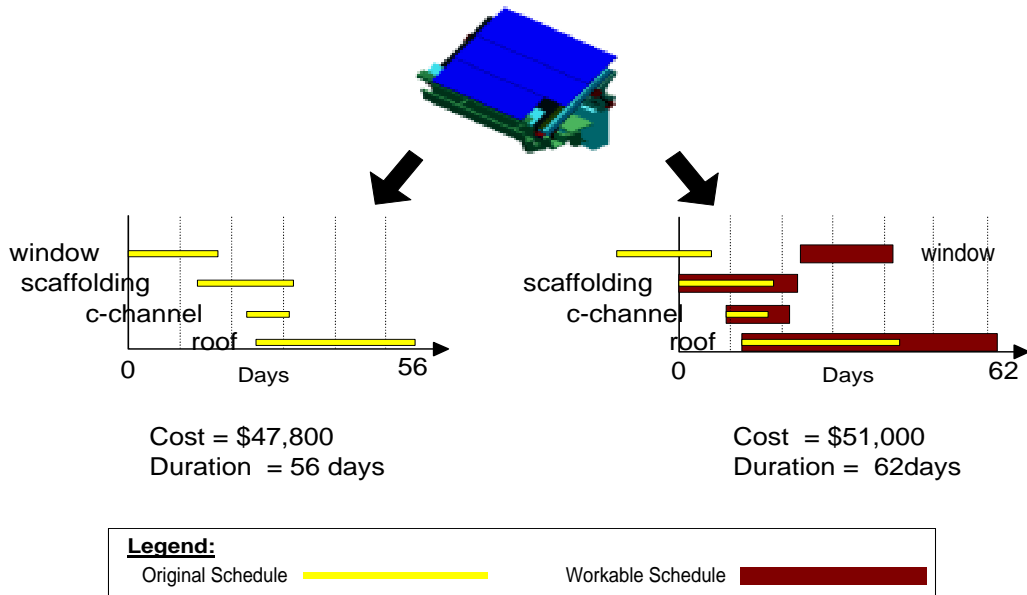 window
scaffolding
c-channel
roof
0
Days
56
Cost = $47,800
Duration = 56 days
window
scaffolding
c-channel
roof
0
Days
62
Cost = $51,000
Duration = 62days
Legend:
Original Schedule
Workable Schedule